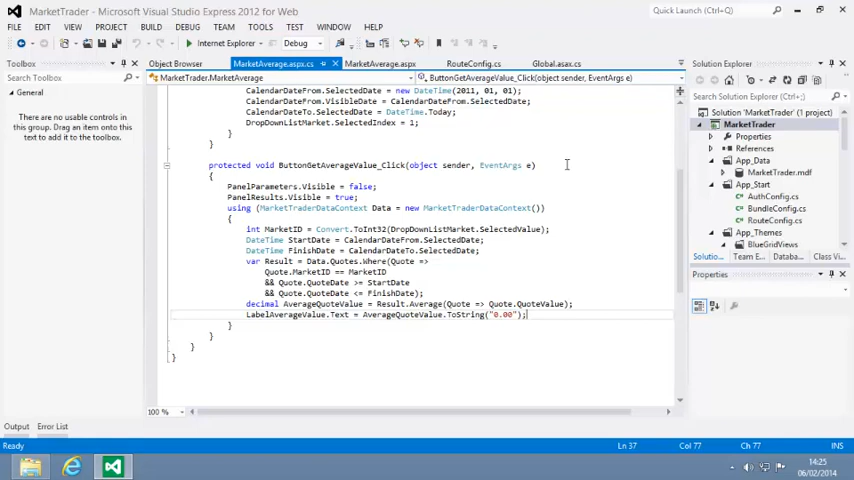 MarketTrader - Microsoft Visual Studio Express 2012 for Web
Quick Launch (Ctrl+Q)
FILE EDIT VIEW PROJECT BUILD DEBUG TEAM TOOLS TEST WINDOW HELP
Internet Explorer Debug
Toolbox
Object Browser
MarketAverage.aspx.cs
MarketAverage.aspx
RouteConfig.cs
Global.asax.cs
Solution Explorer
Search Toolbox
MarketTrader.MarketAverage
ButtonGetAverageValue_Click(object sender, EventArgs e)
General
There are no usable controls in
this group. Drag an item onto this
text to add it to the toolbox.
CalendarDateFrom.SelectedDate = new DateTime(2011, 01, 01);
CalendarDateFrom.VisibleDate = CalendarDateFrom.SelectedDate;
CalendarDateTo.SelectedDate = DateTime.Today;
DropDownListMarket.SelectedIndex = 1;
}
}
protected void ButtonGetAverageValue_Click(object sender, EventArgs e)
{
PanelParameters.Visible = false;
PanelResults.Visible = true;
using (MarketTraderDataContext Data = new MarketTraderDataContext())
{
int MarketID = Convert.ToInt32(DropDownListMarket.SelectedValue);
DateTime StartDate = CalendarDateFrom.SelectedDate;
DateTime FinishDate = CalendarDateTo.SelectedDate;
var Result = Data.Quotes.Where(Quote =>
Quote.MarketID == MarketID
&& Quote.QuoteDate >= StartDate
&& Quote.QuoteDate <= FinishDate);
decimal AverageQuoteValue = Result.Average(Quote => Quote.QuoteValue);
LabelAverageValue.Text = AverageQuoteValue.ToString("0.00");
}
}
}
}
100 %
Search Solution Explorer (Ctrl+;)
Solution 'MarketTrader' (1 project)
MarketTrader
Properties
References
App_Data
MarketTrader.mdf
App_Start
AuthConfig.cs
BundleConfig.cs
RouteConfig.cs
App_Themes
BlueGridViews
Solutio... Team E... Databas... Class Vi...
Properties
Output Error List
Ready
Ln 37
Col 77
Ch 77
INS
14:25
06/02/2014